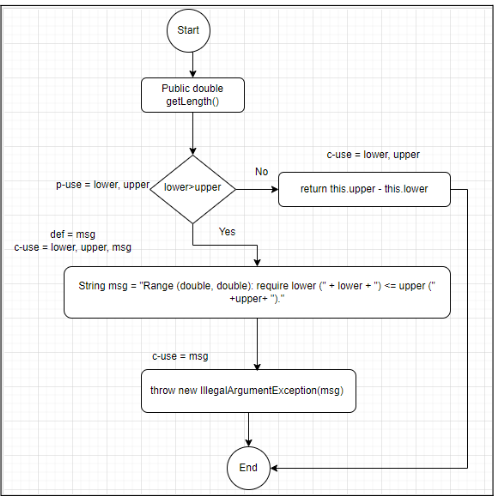 Start
Public double
getLength()
c-use = lower, upper
No
p-use = lower, upper
lower>upper
return this.upper - this.lower
Yes
def = msg
c-use = lower, upper, msg
String msg = "Range (double, double): require lower (" + lower + ") <= upper ("
+upper+ ")."
c-use = msg
throw new IllegalArgumentException(msg)
End